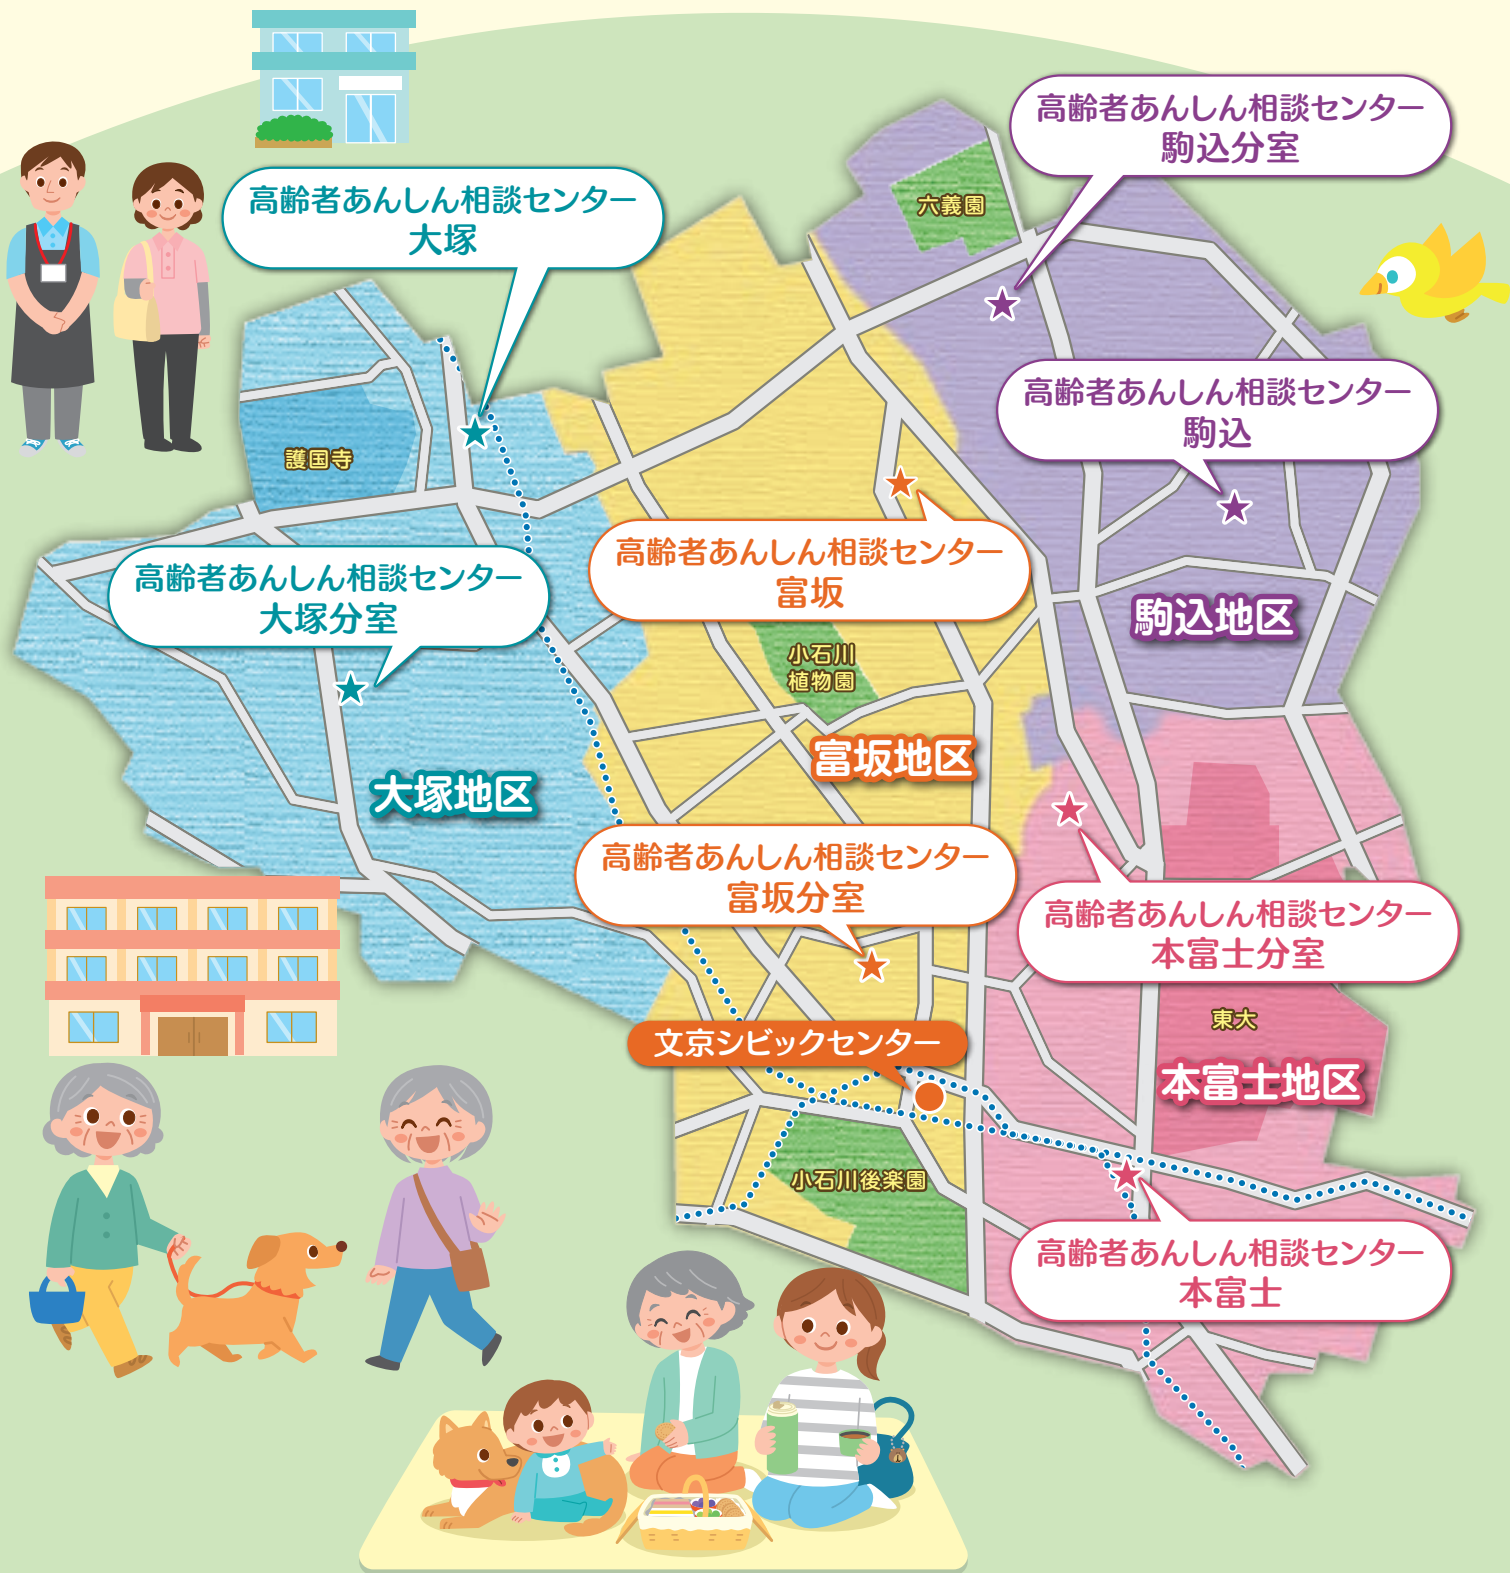 高齢者あんしん相談センター
駒込分室
高齢者あんしん相談センター
大塚
六義園
高齢者あんしん相談センター
駒込
護国寺
高齢者あんしん相談センター
富坂
高齢者あんしん相談センター
大塚分室
駒込地区
小石川
植物園
富坂地区
大塚地区
高齢者あんしん相談センター
富坂分室
高齢者あんしん相談センター
本富士分室
東大
文京シビックセンター
本富士地区
小石川後楽園
高齢者あんしん相談センター
本富士